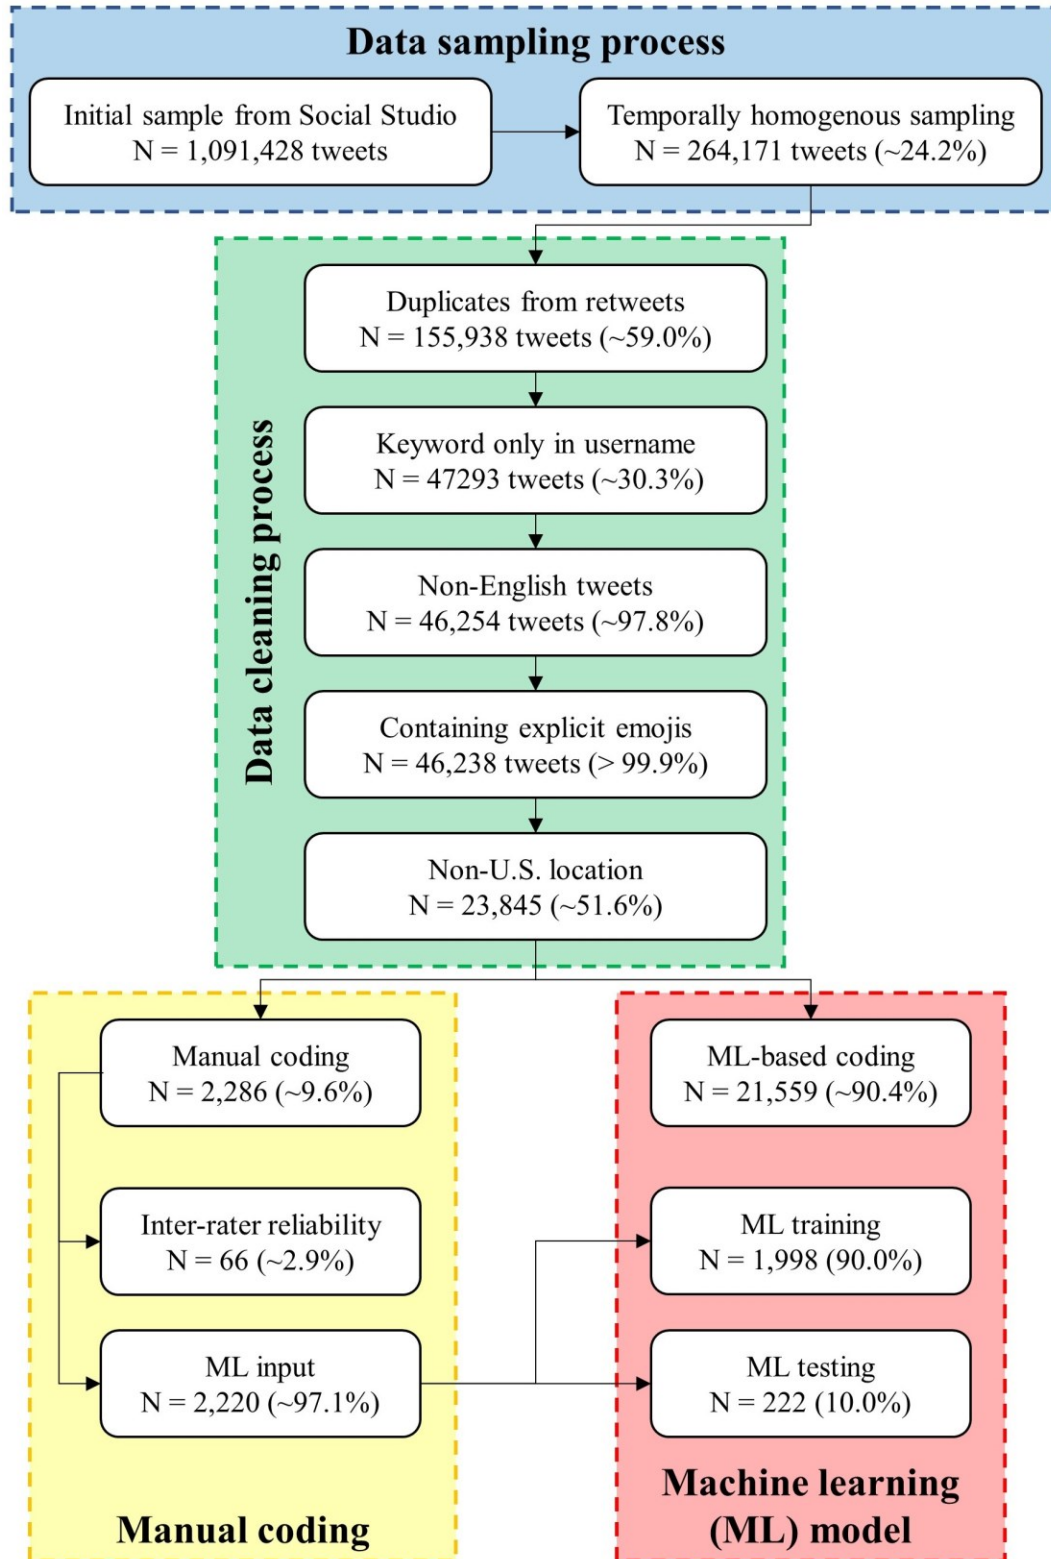 Data sampling process
Initial sample from Social Studio
N = 1,091,428 tweets
Temporally homogenous sampling
N = 264,171 tweets (~24.2%)
Data cleaning process
Duplicates from retweets
N = 155,938 tweets (~59.0%)
Keyword only in username
N = 47293 tweets (~30.3%)
Non-English tweets
N = 46,254 tweets (~97.8%)
Containing explicit emojis
N = 46,238 tweets (> 99.9%)
Non-U.S. location
N = 23,845 (~51.6%)
Manual coding
N = 2,286 (~9.6%)
Inter-rater reliability
N = 66 (~2.9%)
ML input
N = 2,220 (~97.1%)
Manual coding
ML-based coding
N = 21,559 (~90.4%)
ML training
N = 1,998 (90.0%)
ML testing
N = 222 (10.0%)
Machine learning
(ML) model